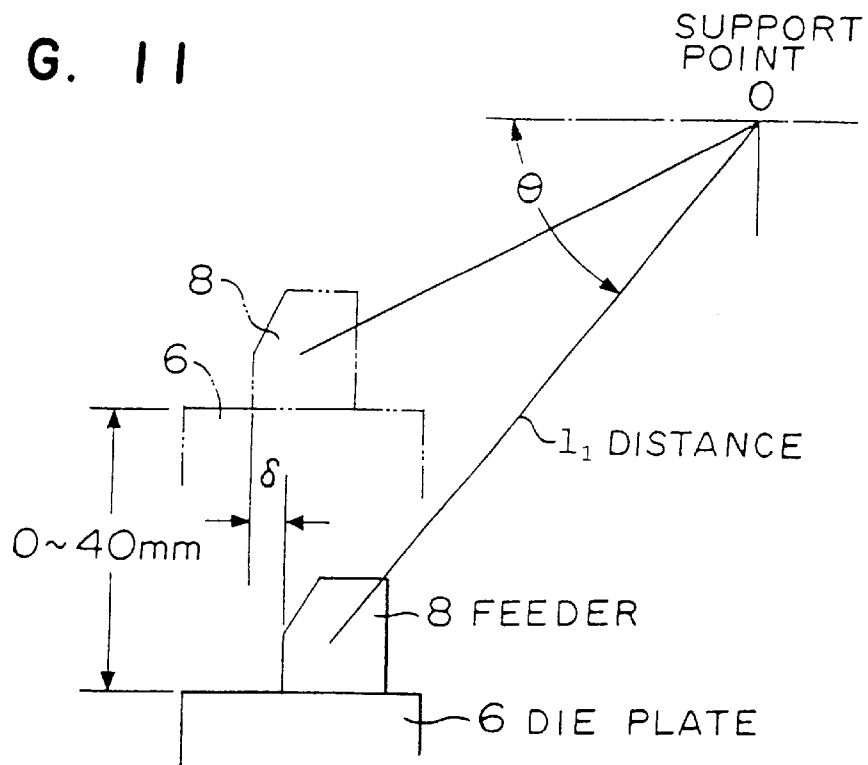 G. 11
SUPPORT
POINT
O
θ
8
6
l₁ DISTANCE
δ
0~40mm
8 FEEDER
6 DIE PLATE